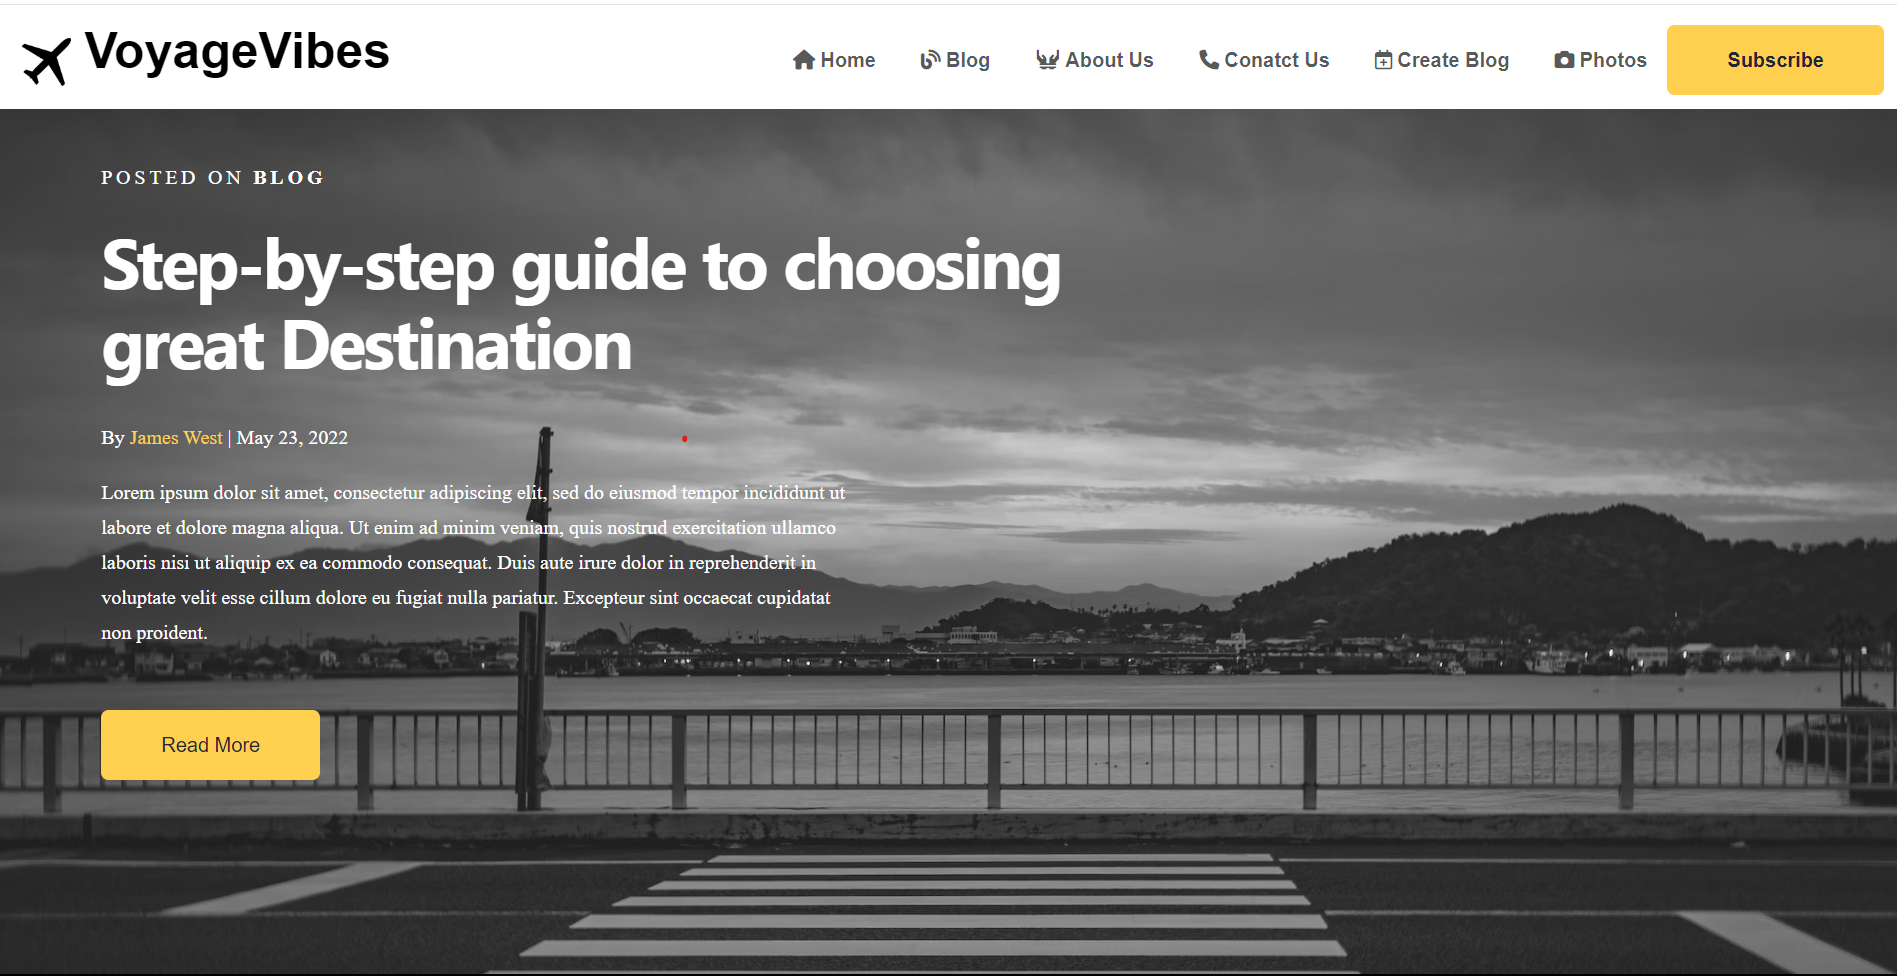 VoyageVibes
Home
Blog
About Us
Conatct Us
Create Blog
Photos
Subscribe
POSTED ON BLOG
Step-by-step guide to choosing
great Destination
By James West | May 23, 2022
Lorem ipsum dolor sit amet, consectetur adipiscing elit, sed do eiusmod tempor incididunt ut
labore et dolore magna aliqua. Ut enim ad minim veniam, quis nostrud exercitation ullamco
laboris nisi ut aliquip ex ea commodo consequat. Duis aute irure dolor in reprehenderit in
voluptate velit esse cillum dolore eu fugiat nulla pariatur. Excepteur sint occaecat cupidatat
non proident.
Read More